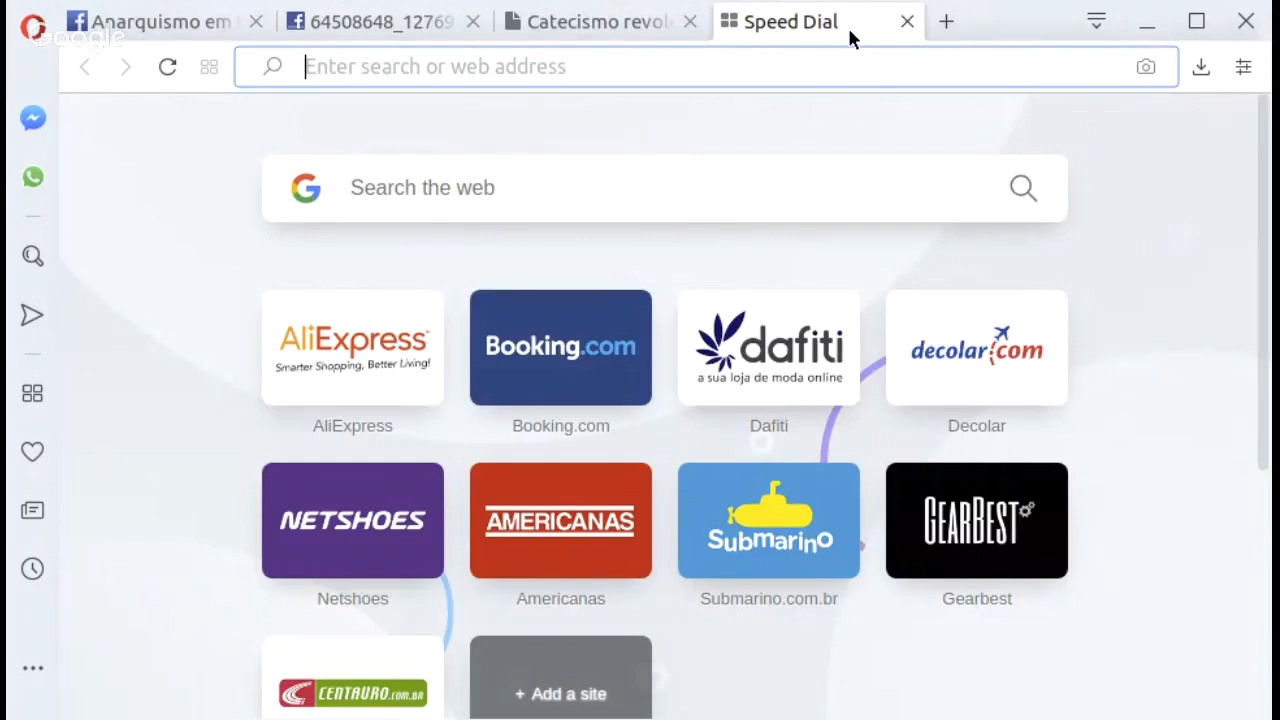 Anarquismo em
64508648_12769
Catecismo revol
Speed Dial
Google
Enter search or web address
Search the web
AliExpress
Smarter Shopping, Better Living!
Booking.com
dafiti
a sua loja de moda online
decolar.com
AliExpress
Booking.com
Dafiti
Decolar
NETSHOES
AMERICANAS
Submarino
GEARBEST
Netshoes
Americanas
Submarino.com.br
Gearbest
CENTAURO.COM.BR
+ Add a site